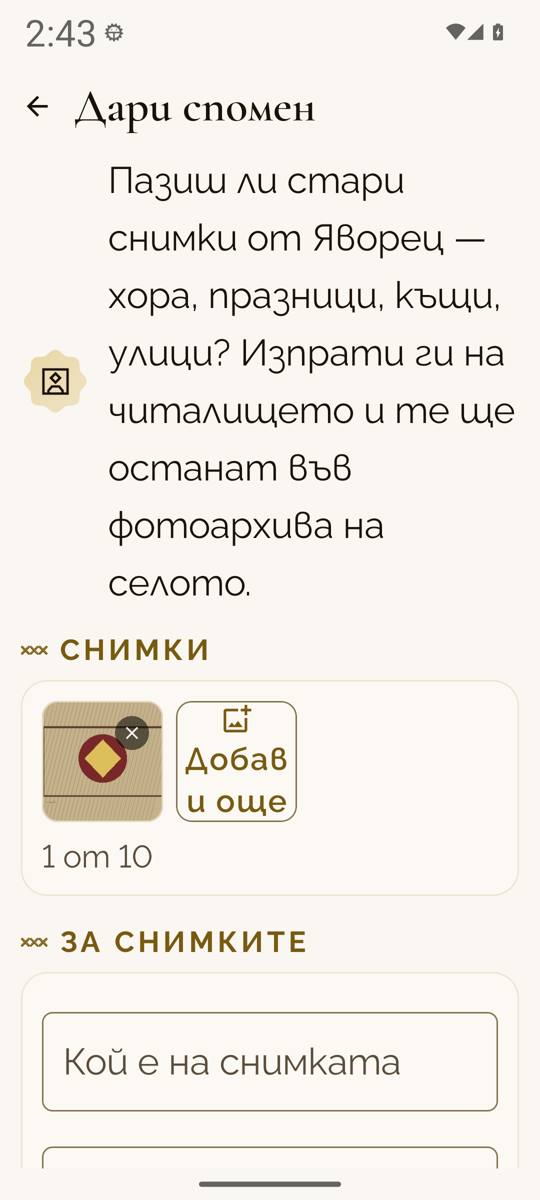 2:43
Дари спомен
Пазиш ли стари
снимки от Яворец —
хора, празници, къщи,
улици? Изпрати ги на
читалището и те ще
останат във
фотоархива на
селото.
СНИМКИ
Добав
и още
1 от 10
ЗА СНИМКИТЕ
Кой е на снимката